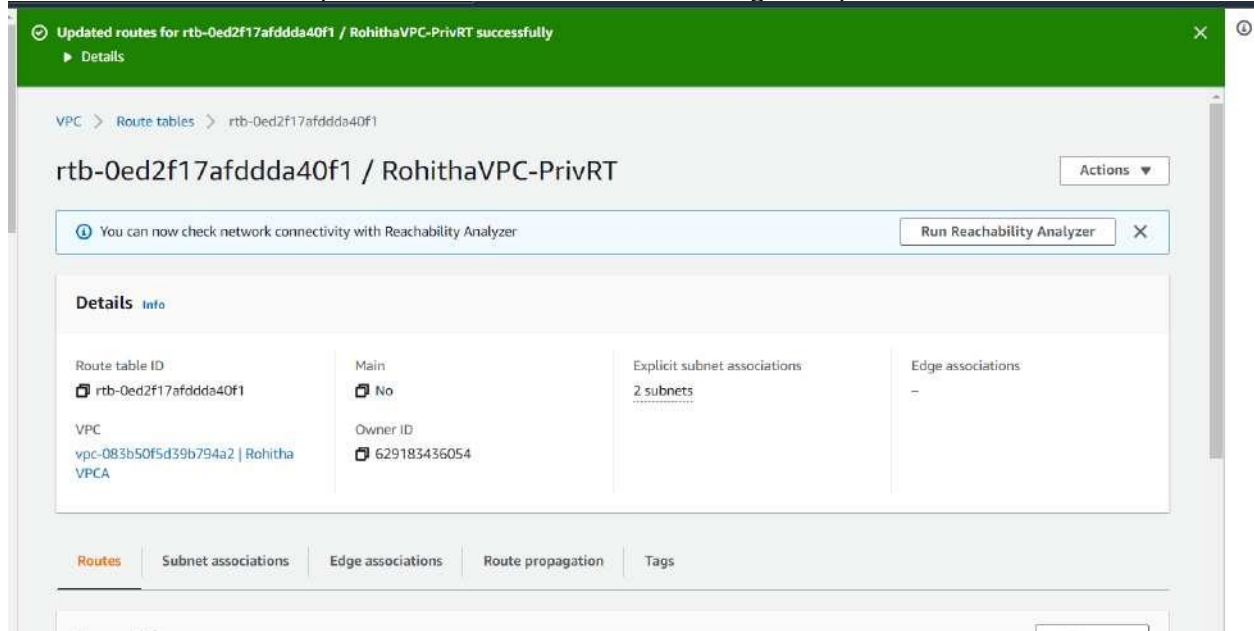 Updated routes for rtb-0ed2f17afddda40f1 / RohithaVPC-PrivRT successfully
Details
VPC > Route tables > rtb-0ed2f17afddda40f1
rtb-0ed2f17afddda40f1 / RohithaVPC-PrivRT
Actions
You can now check network connectivity with Reachability Analyzer
Run Reachability Analyzer
Details Info
Route table ID
rtb-0ed2f17afddda40f1
Main
No
Explicit subnet associations
2 subnets
Edge associations
–
VPC
vpc-083b50f5d39b794a2 | Rohitha
VPCA
Owner ID
629183436054
Routes
Subnet associations
Edge associations
Route propagation
Tags